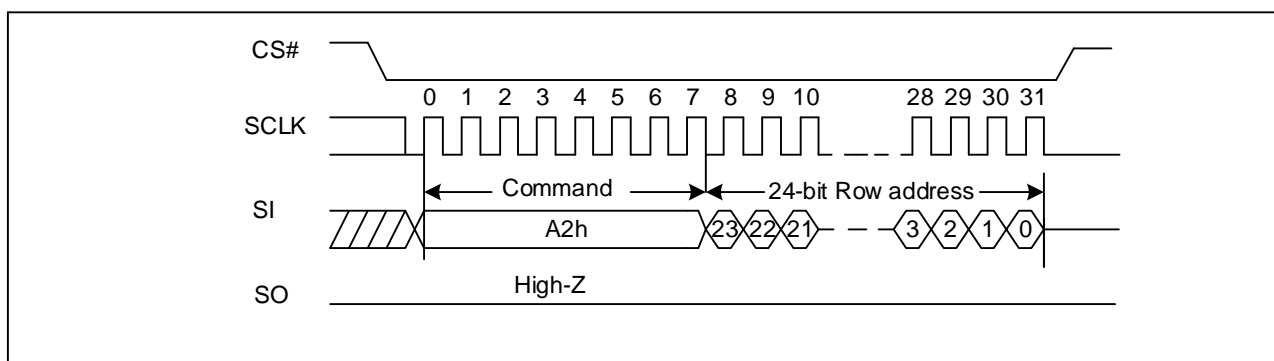 CS#
0 1 2 3 4 5 6 7 8 9 10 28 29 30 31
SCLK
Command 24-bit Row address
SI
A2h 23 22 21 3 2 1 0
High-Z
SO